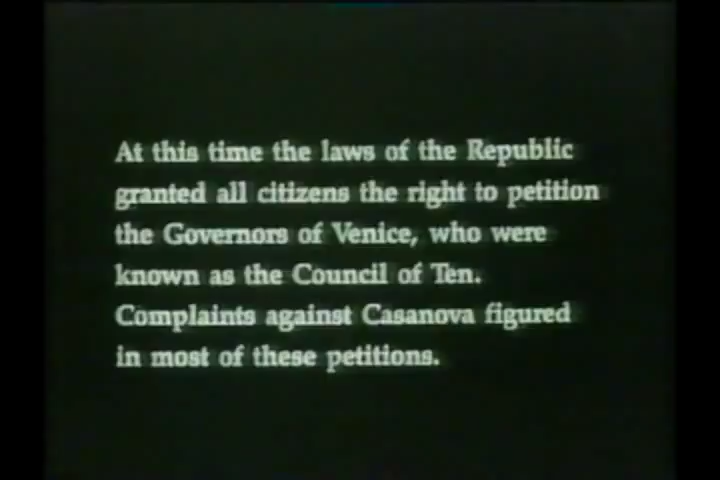 At this time the laws of the Republic
granted all citizens the right to petition
the Governors of Venice, who were
known as the Council of Ten.
Complaints against Casanova figured
in most of these petitions.